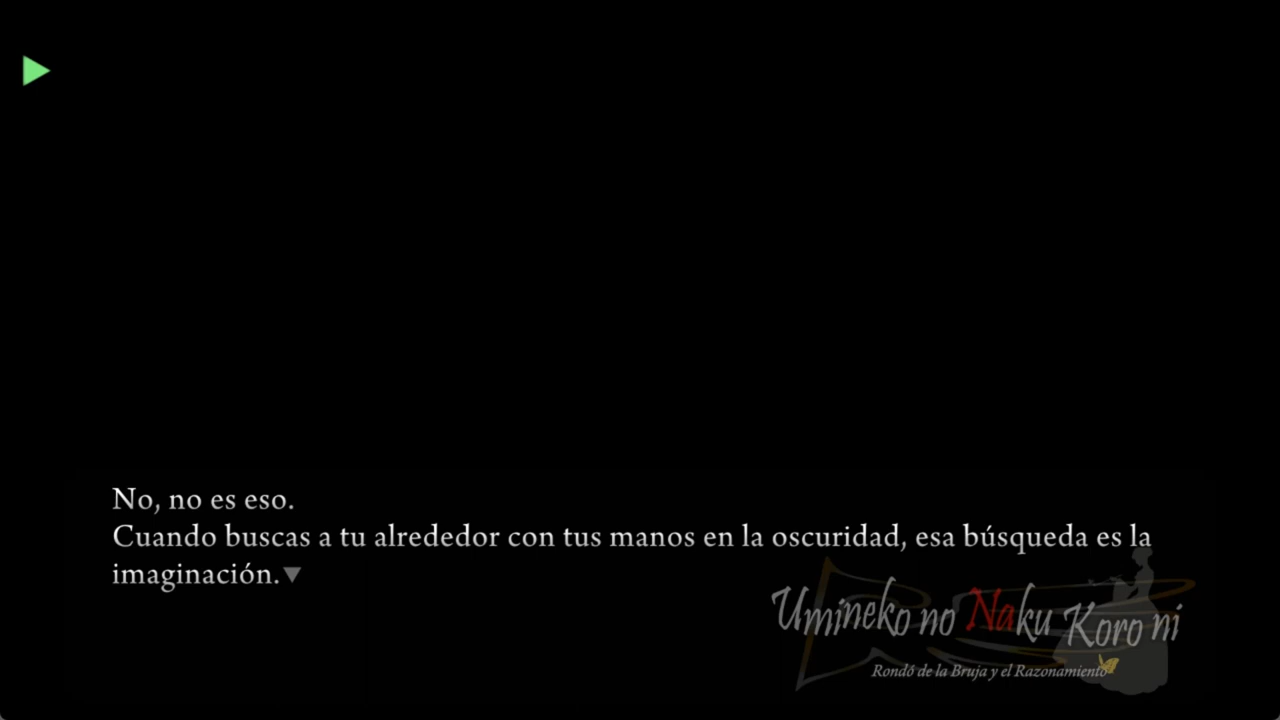 No, no es eso.
Cuando buscas a tu alrededor con tus manos en la oscuridad, esa búsqueda es la
imaginación.
Umineko no Naku Koro ni
Rondó de la Bruja y el Razonamiento